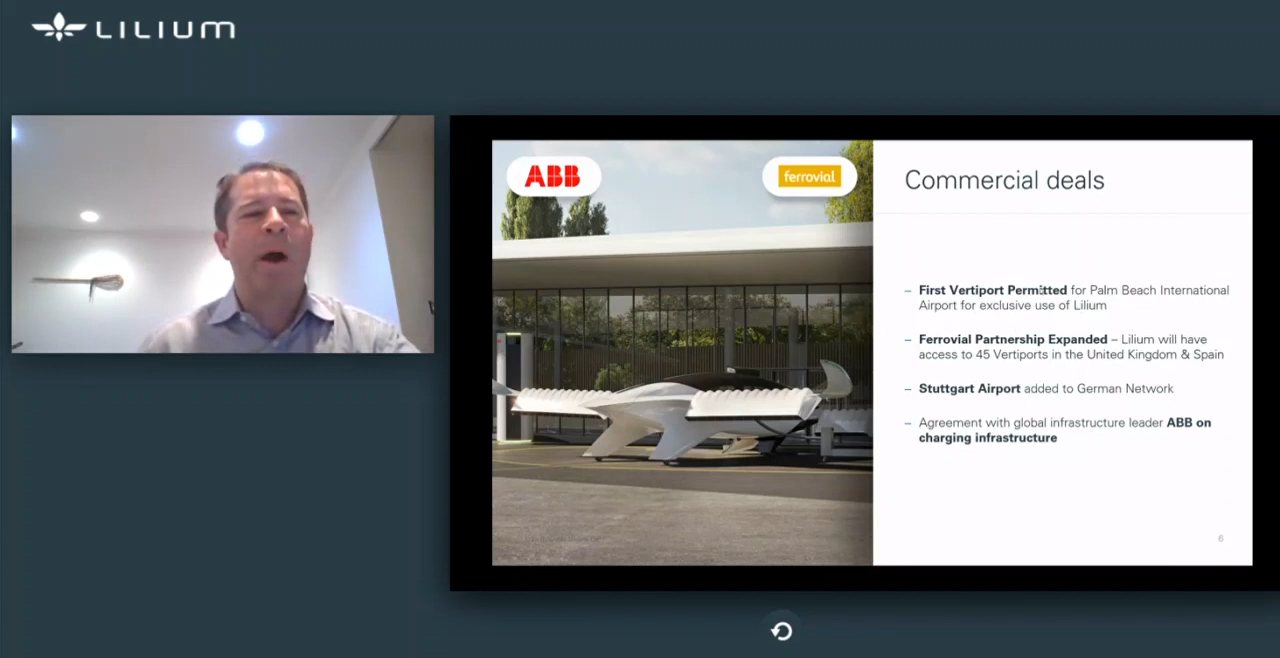 LILIUM
ABB
ferrovial
Commercial deals
– First Vertiport Permitted for Palm Beach International
Airport for exclusive use of Lilium
– Ferrovial Partnership Expanded – Lilium will have
access to 45 Vertiports in the United Kingdom & Spain
– Stuttgart Airport added to German Network
– Agreement with global infrastructure leader ABB on
charging infrastructure
6